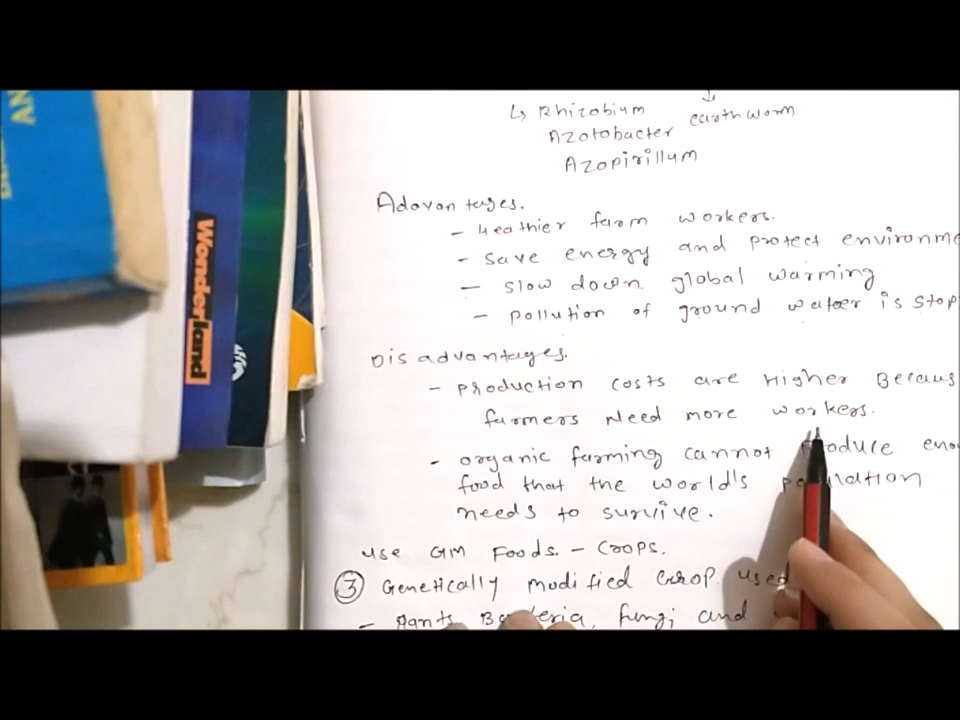 ↳ Rhizobium
↓
earthworm
Azotobacter
Azopirillum
Adavantages.
- Heathier farm workers.
- save energy and protect environme
- slow down global warming
- pollution of ground water is stop
Disadvantages.
- production costs are Higher Becaus
farmers Need more workers.
- organic farming cannot produce eno
food that the world's population
needs to survive.
use GM Foods. - Crops.
③ Genetically modified crop used
- Plants Bacteria, fungi and
Wonderland